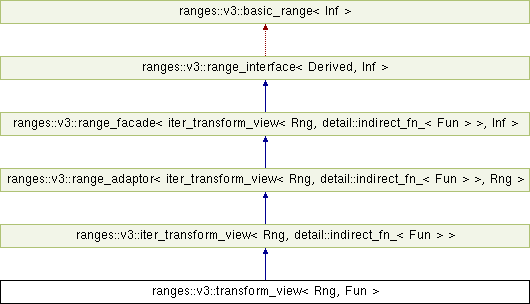 ranges::v3::basic_range< Inf >
ranges::v3::range_interface< Derived, Inf >
ranges::v3::range_facade< iter_transform_view< Rng, detail::indirect_fn_< Fun > >, Inf >
ranges::v3::range_adaptor< iter_transform_view< Rng, detail::indirect_fn_< Fun > >, Rng >
ranges::v3::iter_transform_view< Rng, detail::indirect_fn_< Fun > >
ranges::v3::transform_view< Rng, Fun >